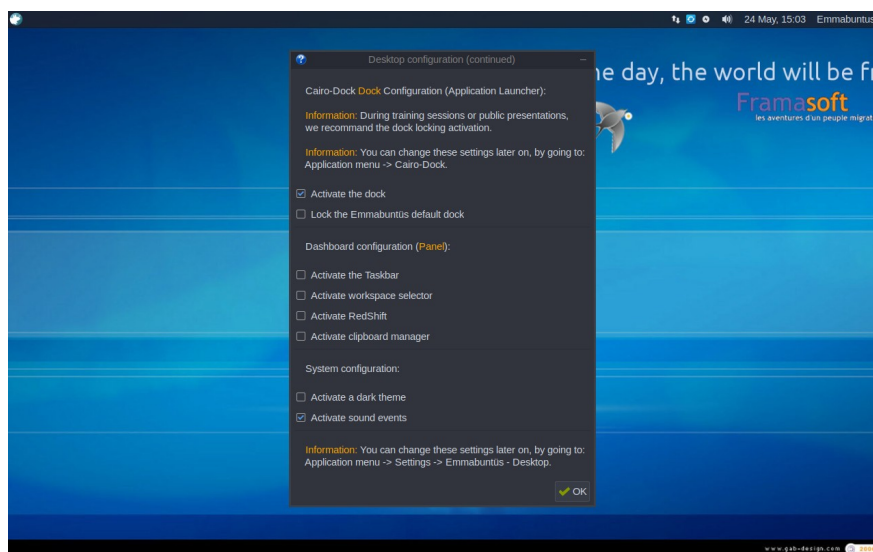 24 May, 15:03 Emmabuntus
Desktop configuration (continued)
Cairo-Dock Dock Configuration (Application Launcher):
Information: During training sessions or public presentations,
we recommand the dock locking activation.
Information: You can change these settings later on, by going to:
Application menu -> Cairo-Dock.
Activate the dock
Lock the Emmabuntüs default dock
Dashboard configuration (Panel):
Activate the Taskbar
Activate workspace selector
Activate RedShift
Activate clipboard manager
System configuration:
Activate a dark theme
Activate sound events
Information: You can change these settings later on, by going to:
Application menu -> Settings -> Emmabuntüs - Desktop.
OK
e day, the world will be fr
Framasoft
les aventures d'un peuple migrat
www.gab-design.com